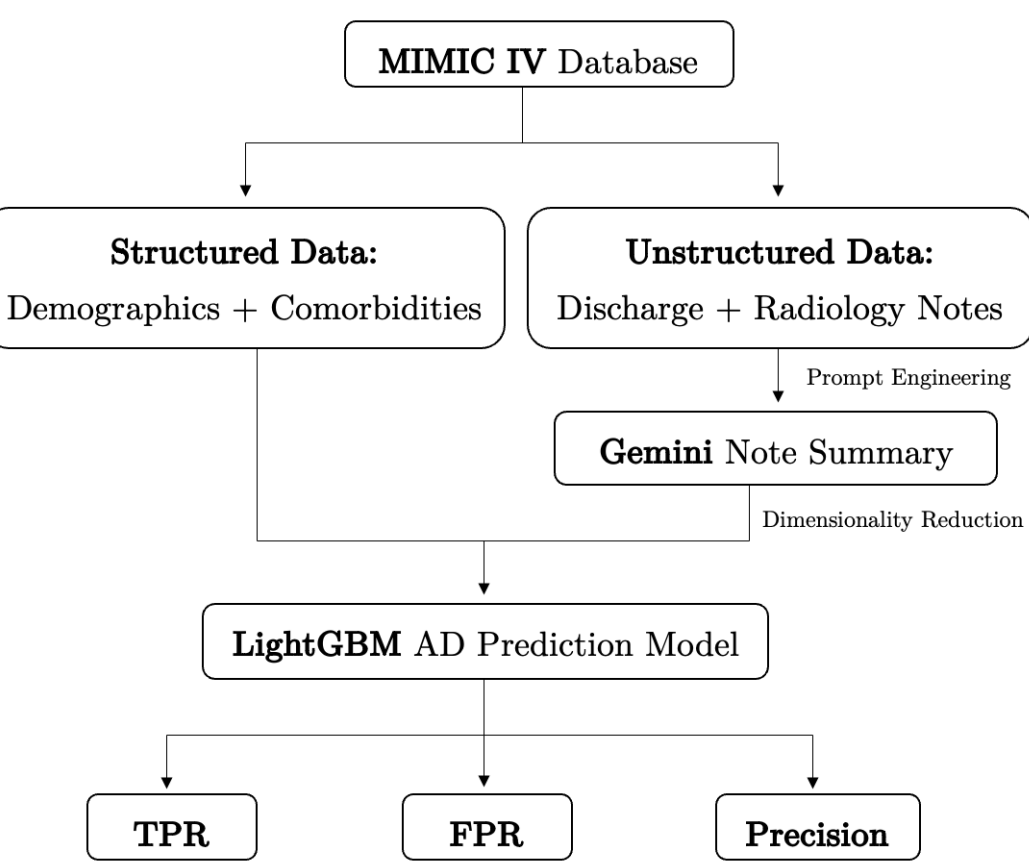 MIMIC IV Database
Structured Data:
Demographics + Comorbidities
Unstructured Data:
Discharge + Radiology Notes
Prompt Engineering
Gemini Note Summary
Dimensionality Reduction
LightGBM AD Prediction Model
TPR
FPR
Precision